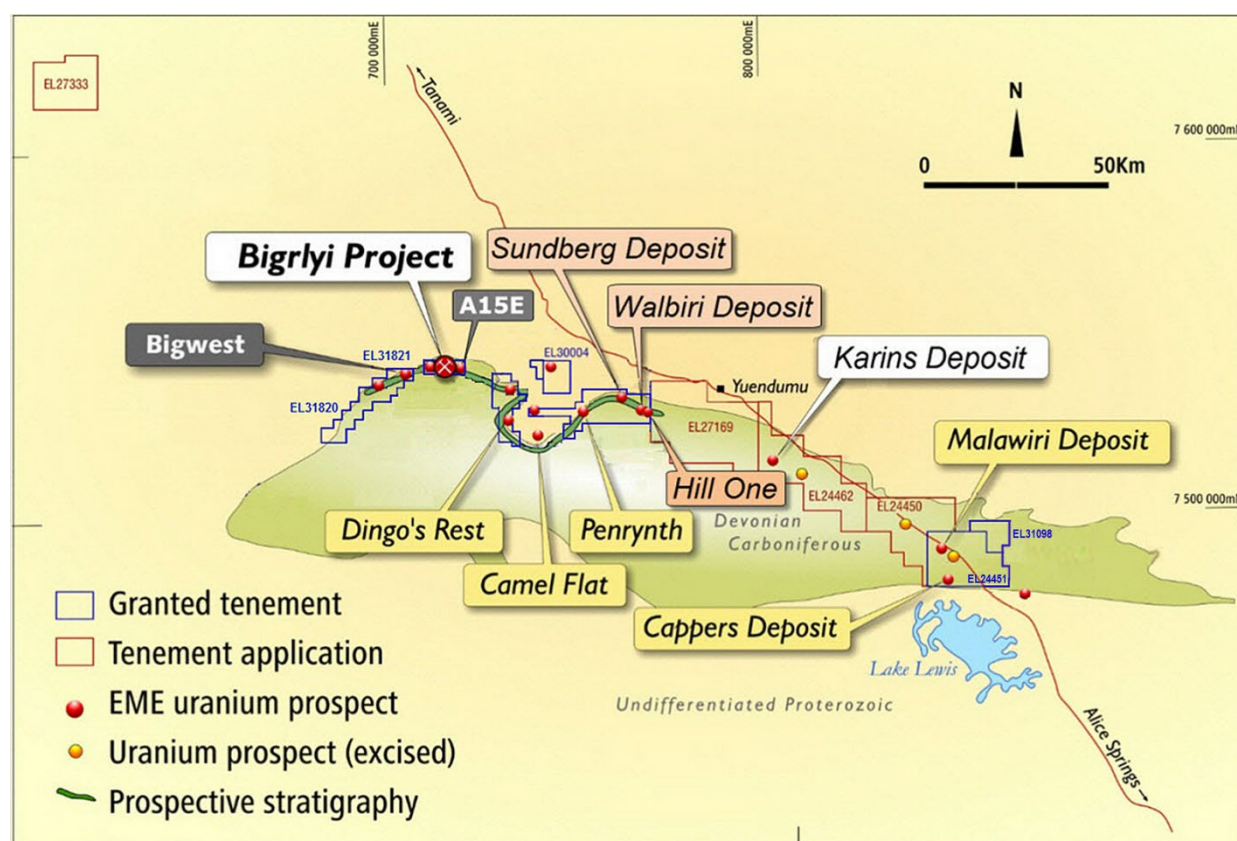 EL27333
700 000mE
800 000mE
←Tanami
N
7 600 000mN
0 50Km
Bigrlyi Project
Sundberg Deposit
A15E
Walbiri Deposit
Bigwest
EL31821
EL30004
Karins Deposit
Yuendumu
EL31820
EL27169
Malawiri Deposit
Hill One
EL24462
EL24450
7 500 000mN
Dingo's Rest
Penrynth
Devonian
Carboniferous
EL31098
Camel Flat
EL24451
Granted tenement
Cappers Deposit
Tenement application
Lake Lewis
EME uranium prospect
Undifferentiated Proterozoic
Uranium prospect (excised)
Alice Springs→
Prospective stratigraphy